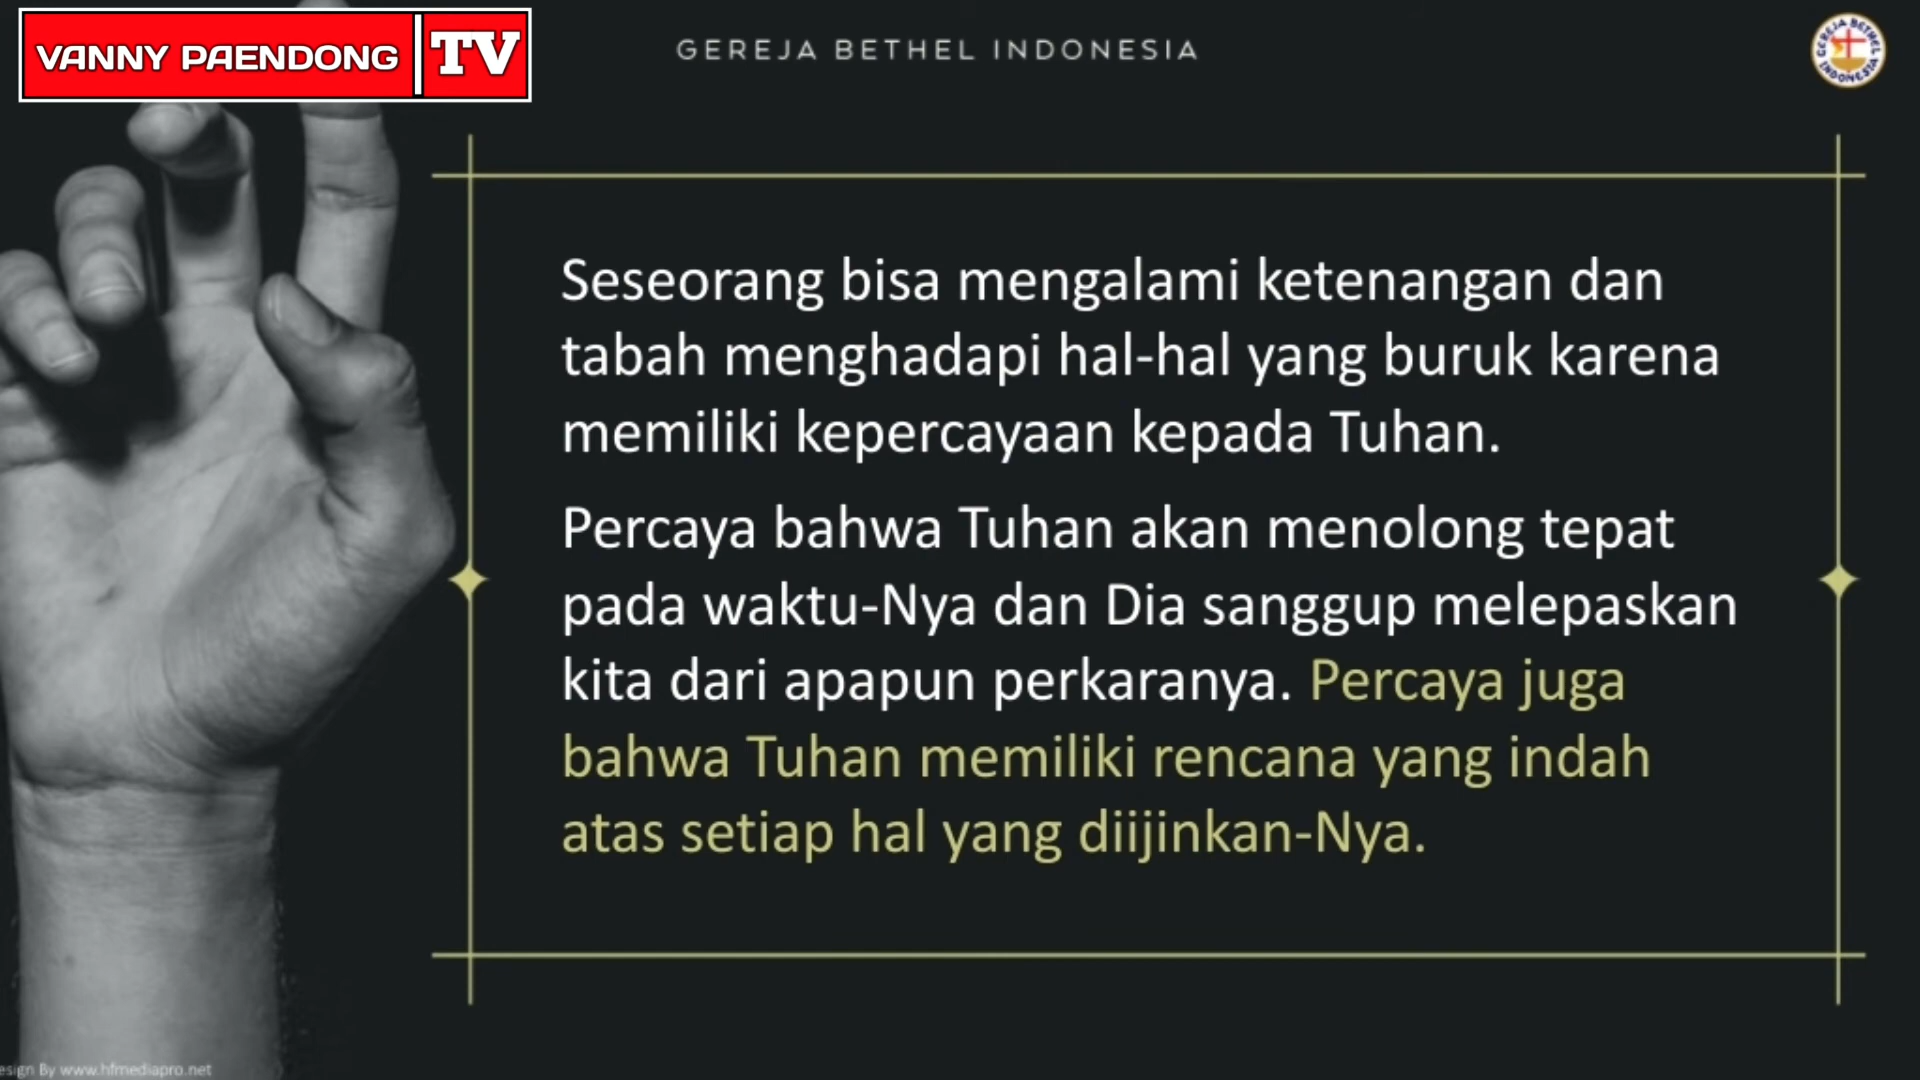 VANNY PAENDONG TV
GEREJA BETHEL INDONESIA
GEREJA BETHEL INDONESIA
Seseorang bisa mengalami ketenangan dan
tabah menghadapi hal-hal yang buruk karena
memiliki kepercayaan kepada Tuhan.
Percaya bahwa Tuhan akan menolong tepat
pada waktu-Nya dan Dia sanggup melepaskan
kita dari apapun perkaranya. Percaya juga
bahwa Tuhan memiliki rencana yang indah
atas setiap hal yang diijinkan-Nya.
esign By www.hfmediapro.net